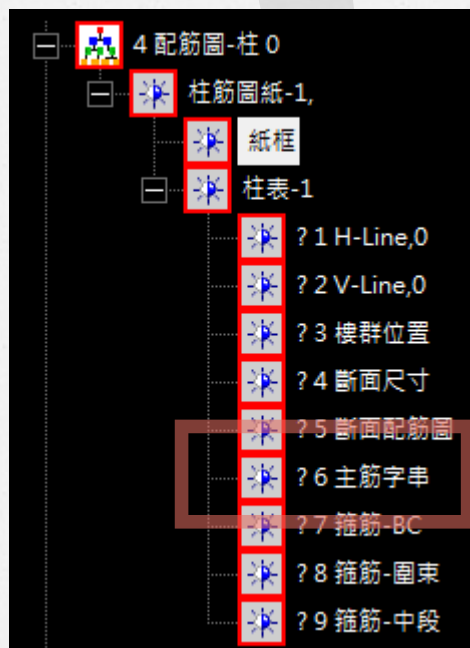 4 配筋圖-柱 0
柱筋圖紙-1,
紙框
柱表-1
? 1 H-Line,0
? 2 V-Line,0
? 3 樓群位置
? 4 斷面尺寸
? 5 斷面配筋圖
? 6 主筋字串
? 7 箍筋-BC
? 8 箍筋-圍束
? 9 箍筋-中段